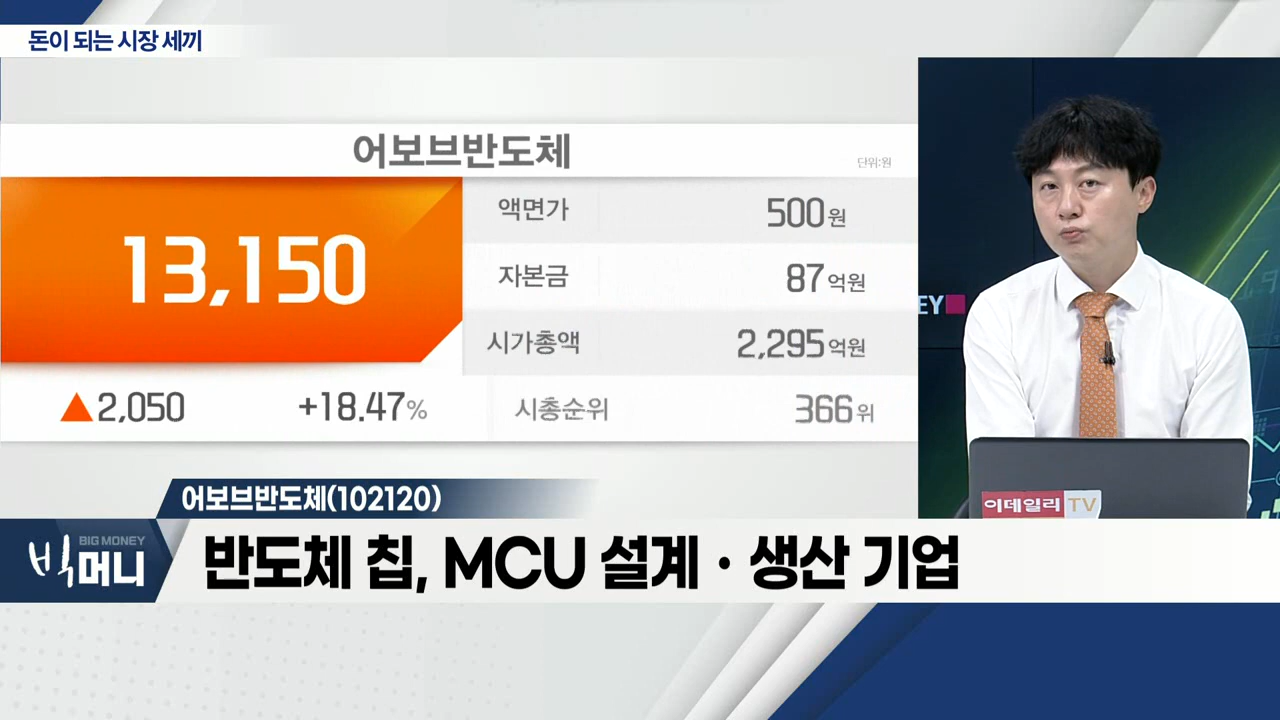 돈이 되는 시장 세끼
어보브반도체
단위:원
13,150
▲2,050 +18.47%
액면가 500원
자본금 87억원
시가총액 2,295억원
시총순위 366위
EY
이데일리 TV
어보브반도체(102120)
BIG MONEY
빅머니
반도체 칩, MCU 설계·생산 기업